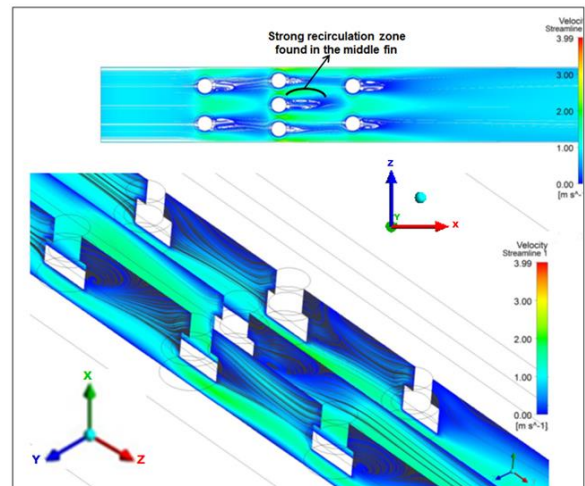 Strong recirculation zone
found in the middle fin
Velocit
Streamline
3.99
3.00
2.00
1.00
0.00
[m s^-
Z
Y
X
Velocity
Streamline 1
3.99
3.00
2.00
1.00
0.00
[m s^-1]
X
Y
Z